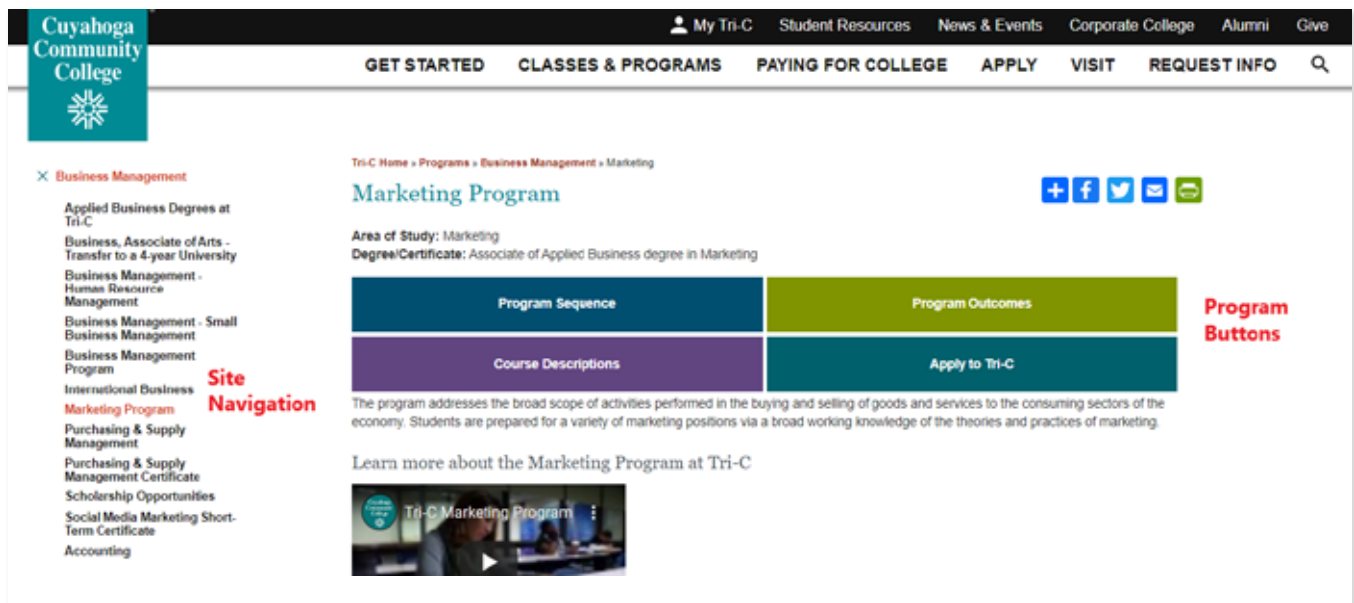 Cuyahoga
Community
College
My Tri-C Student Resources News & Events Corporate College Alumni Give
GET STARTED CLASSES & PROGRAMS PAYING FOR COLLEGE APPLY VISIT REQUEST INFO
Tri-C Home » Programs » Business Management » Marketing
Marketing Program
Area of Study: Marketing
Degree/Certificate: Associate of Applied Business degree in Marketing
Program Sequence
Program Outcomes
Course Descriptions
Apply to Tri-C
Program
Buttons
The program addresses the broad scope of activities performed in the buying and selling of goods and services to the consuming sectors of the
economy. Students are prepared for a variety of marketing positions via a broad working knowledge of the theories and practices of marketing.
Learn more about the Marketing Program at Tri-C
Tri-C Marketing Program
Business Management
Applied Business Degrees at
Tri-C
Business, Associate of Arts -
Transfer to a 4-year University
Business Management -
Human Resource
Management
Business Management - Small
Business Management
Business Management
Program
International Business
Marketing Program
Purchasing & Supply
Management
Purchasing & Supply
Management Certificate
Scholarship Opportunities
Social Media Marketing Short-
Term Certificate
Accounting
Site
Navigation